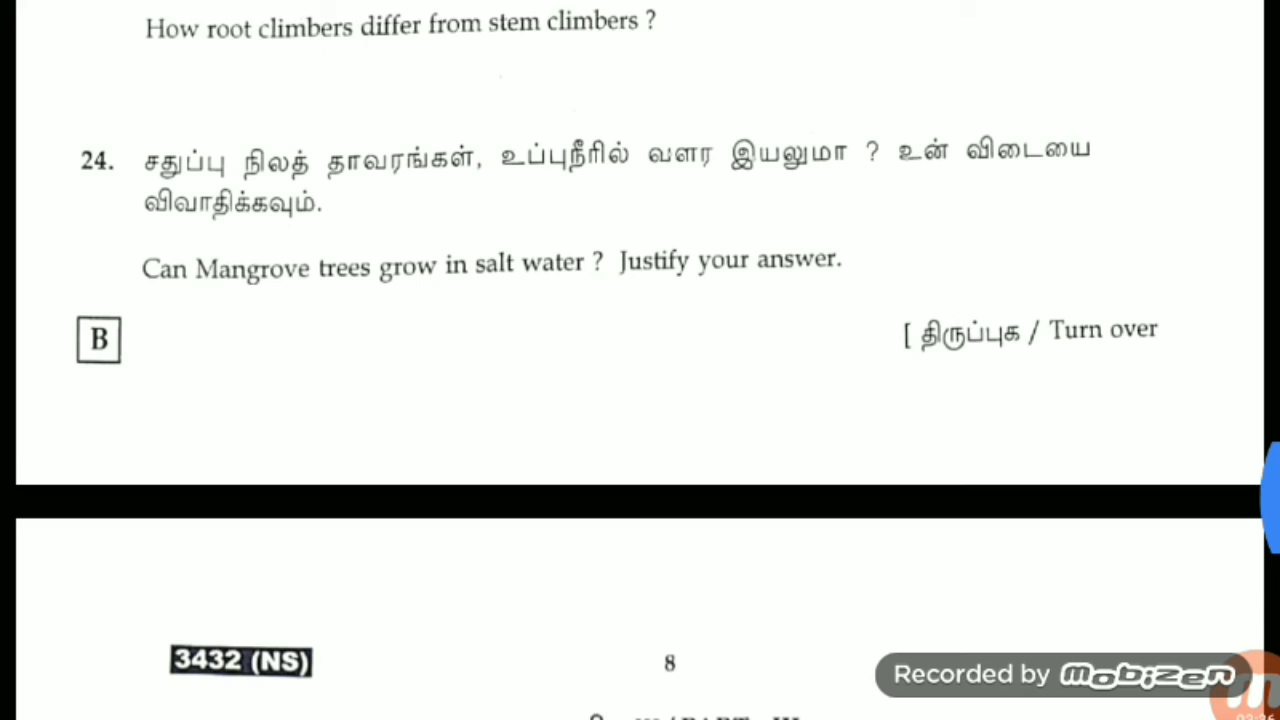 How root climbers differ from stem climbers ?
24. சதுப்பு நிலத் தாவரங்கள், உப்புநீரில் வளர இயலுமா ? உன் விடையை
விவாதிக்கவும்.
Can Mangrove trees grow in salt water ? Justify your answer.
B
[ திருப்புக / Turn over
3432 (NS)
8
Recorded by mobizen